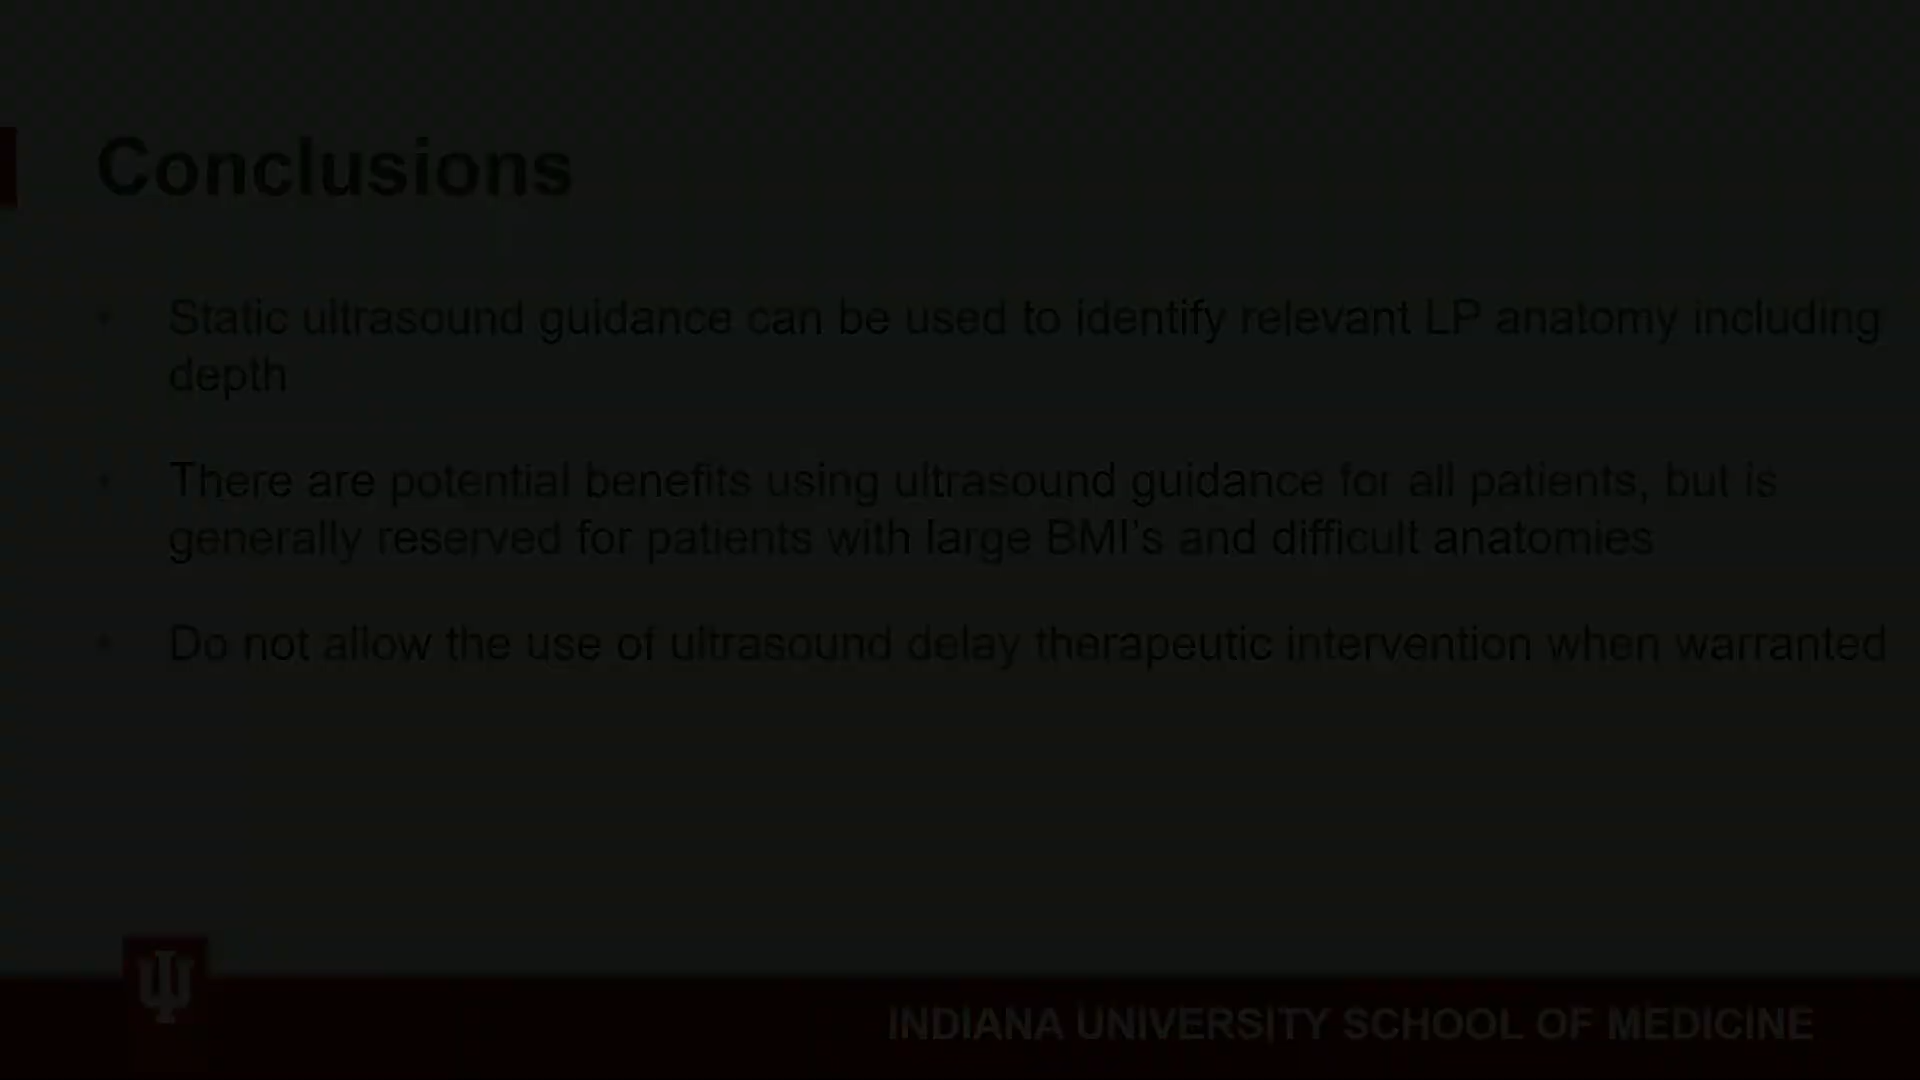 Conclusions
• Static ultrasound guidance can be used to identify relevant LP anatomy including
depth
• There are potential benefits using ultrasound guidance for all patients, but is
generally reserved for patients with large BMI's and difficult anatomies
• Do not allow the use of ultrasound delay therapeutic intervention when warranted
INDIANA UNIVERSITY SCHOOL OF MEDICINE